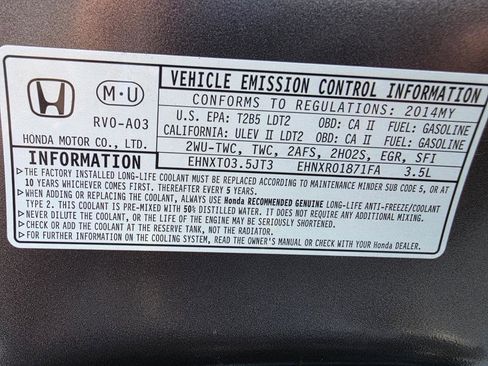 M·U
RV0-A03
HONDA MOTOR CO., LTD.
VEHICLE EMISSION CONTROL INFORMATION
CONFORMS TO REGULATIONS: 2014MY
U.S. EPA: T2B5 LDT2 OBD: CA II FUEL: GASOLINE
CALIFORNIA: ULEV II LDT2 OBD: CA II FUEL: GASOLINE
2WU-TWC, TWC, 2AFS, 2HO2S, EGR, SFI
EHNXT03.5JT3 EHNXR01871FA 3.5L
INFORMATION
▷THE FACTORY INSTALLED LONG-LIFE COOLANT MUST BE REPLACED ACCORDING TO MAINTENANCE MINDER SUB CODE 5, OR AT
10 YEARS WHICHEVER COMES FIRST. THEREAFTER EVERY 5 YEARS.
▷WHEN ADDING OR REPLACING THE COOLANT, ALWAYS USE Honda RECOMMENDED GENUINE LONG-LIFE ANTI-FREEZE/COOLANT
TYPE 2. THIS COOLANT IS PRE-MIXED WITH 50% DISTILLED WATER. IT DOES NOT REQUIRE ANY ADDITIONAL MIXING.
▷NEVER DILUTE THE COOLANT, OR THE LIFE OF THE ENGINE MAY BE SERIOUSLY SHORTENED.
▷CHECK OR ADD COOLANT AT THE RESERVE TANK, NOT THE RADIATOR.
▷FOR FURTHER INFORMATION ON THE COOLING SYSTEM, READ THE OWNER'S MANUAL OR CHECK WITH YOUR Honda DEALER.